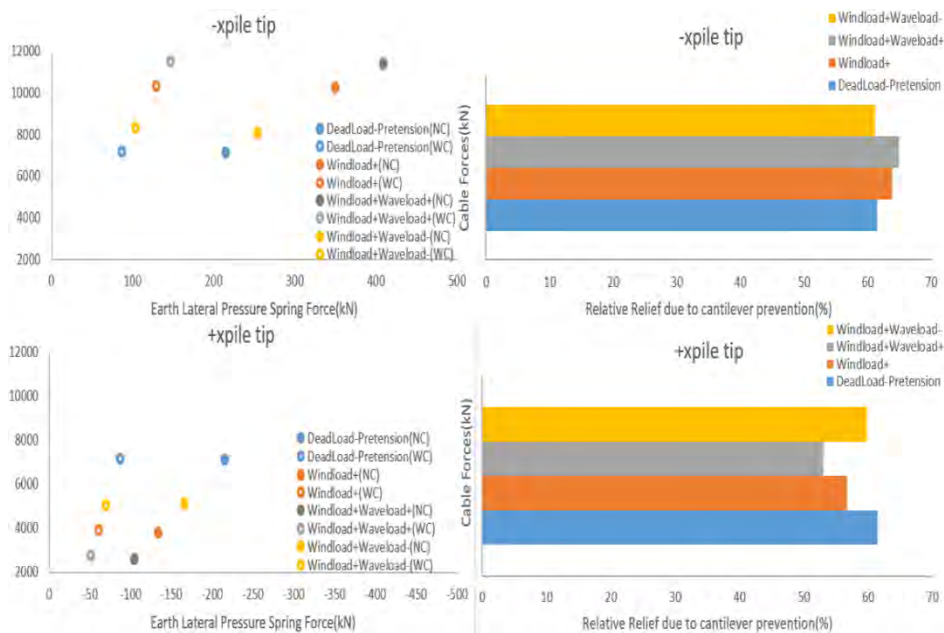 -xpile tip
12000
10000
8000
6000
4000
2000
0 100 200 300 400 500
Earth Lateral Pressure Spring Force(kN)
DeadLoad-Pretension(NC)
DeadLoad-Pretension(WC)
Windload+(NC)
Windload+(WC)
Windload+Waveload+(NC)
Windload+Waveload+(WC)
Windload+Waveload-(NC)
Windload+Waveload-(WC)
-xpile tip
Windload+Waveload-
Windload+Waveload+
Windload+
DeadLoad-Pretension
Cable Forces(kN)
0 10 20 30 40 50 60 70
Relative Relief due to cantilever prevention(%)
+xpile tip
12000
10000
8000
6000
4000
2000
0 -50 -100 -150 -200 -250 -300 -350 -400 -450 -500
Earth Lateral Pressure Spring Force(kN)
DeadLoad-Pretension(NC)
DeadLoad-Pretension(WC)
Windload+(NC)
Windload+(WC)
Windload+Waveload+(NC)
Windload+Waveload+(WC)
Windload+Waveload-(NC)
Windload+Waveload-(WC)
+xpile tip
Windload+Waveload-
Windload+Waveload+
Windload+
DeadLoad-Pretension
Cable Forces(kN)
0 10 20 30 40 50 60 70
Relative Relief due to cantilever prevention(%)